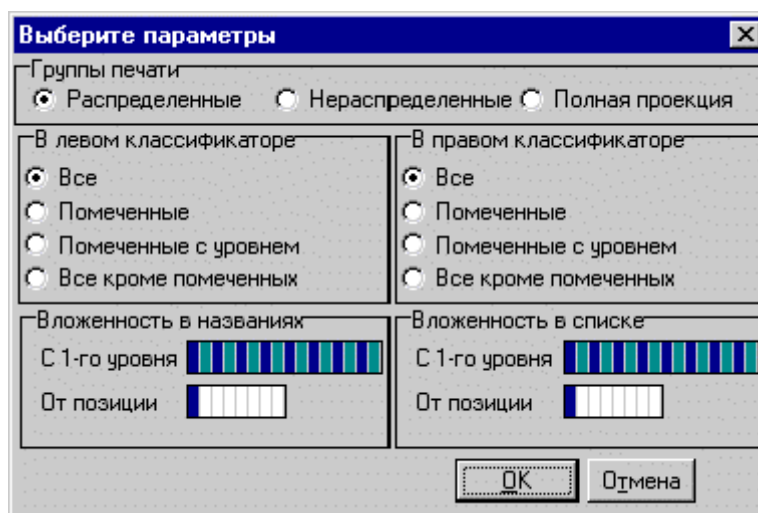 Выберите параметры
Группы печати
Распределенные Нераспределенные Полная проекция
В левом классификаторе
Все
Помеченные
Помеченные с уровнем
Все кроме помеченных
В правом классификаторе
Все
Помеченные
Помеченные с уровнем
Все кроме помеченных
Вложенность в названиях
С 1-го уровня
От позиции
Вложенность в списке
С 1-го уровня
От позиции
OK Отмена